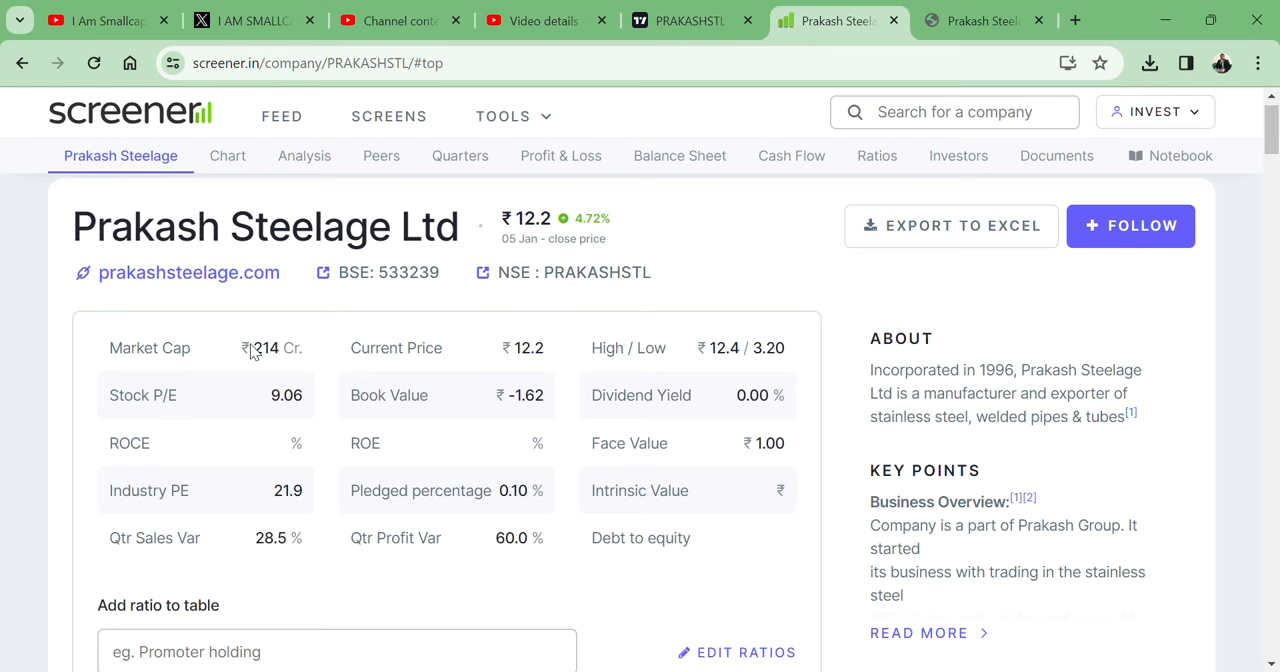 I Am Smallcap
I AM SMALLC
Channel conte
Video details
PRAKASHSTL
Prakash Steela
Prakash Steel
screener.in/company/PRAKASHSTL/#top
screener
FEED
SCREENS
TOOLS
Search for a company
INVEST
Prakash Steelage
Chart
Analysis
Peers
Quarters
Profit & Loss
Balance Sheet
Cash Flow
Ratios
Investors
Documents
Notebook
Prakash Steelage Ltd
₹ 12.2 4.72%
05 Jan - close price
EXPORT TO EXCEL
+ FOLLOW
prakashsteelage.com
BSE: 533239
NSE : PRAKASHSTL
Market Cap ₹ 214 Cr.
Current Price ₹ 12.2
High / Low ₹ 12.4 / 3.20
Stock P/E 9.06
Book Value ₹ -1.62
Dividend Yield 0.00 %
ROCE %
ROE %
Face Value ₹ 1.00
Industry PE 21.9
Pledged percentage 0.10 %
Intrinsic Value ₹
Qtr Sales Var 28.5 %
Qtr Profit Var 60.0 %
Debt to equity
Add ratio to table
eg. Promoter holding
EDIT RATIOS
ABOUT
Incorporated in 1996, Prakash Steelage
Ltd is a manufacturer and exporter of
stainless steel, welded pipes & tubes[1]
KEY POINTS
Business Overview:[1][2]
Company is a part of Prakash Group. It
started
its business with trading in the stainless
steel
READ MORE >